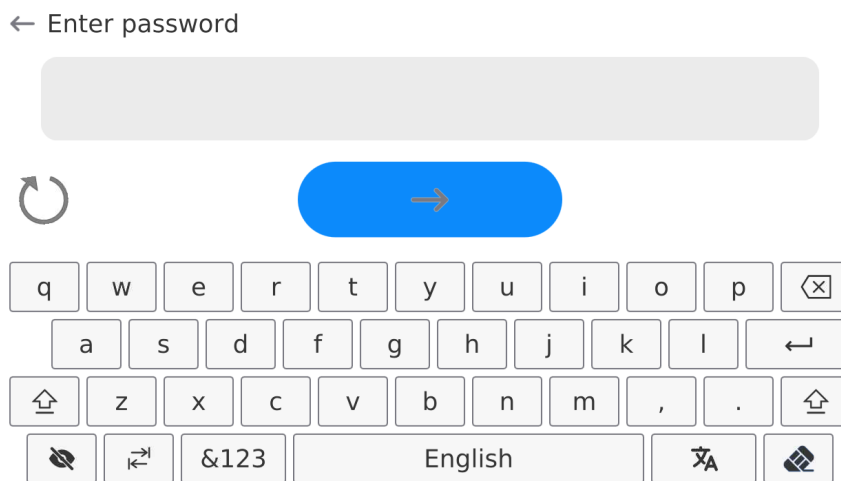 Enter password
q w e r t y u i o p
a s d f g h j k l
z x c v b n m , .
&123 English